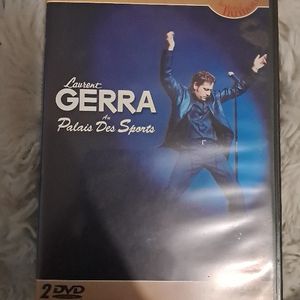 Laurent
GERRA
Au
Palais Des Sports
2 DVD